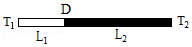 D
T₁ T₂
L₁ L₂